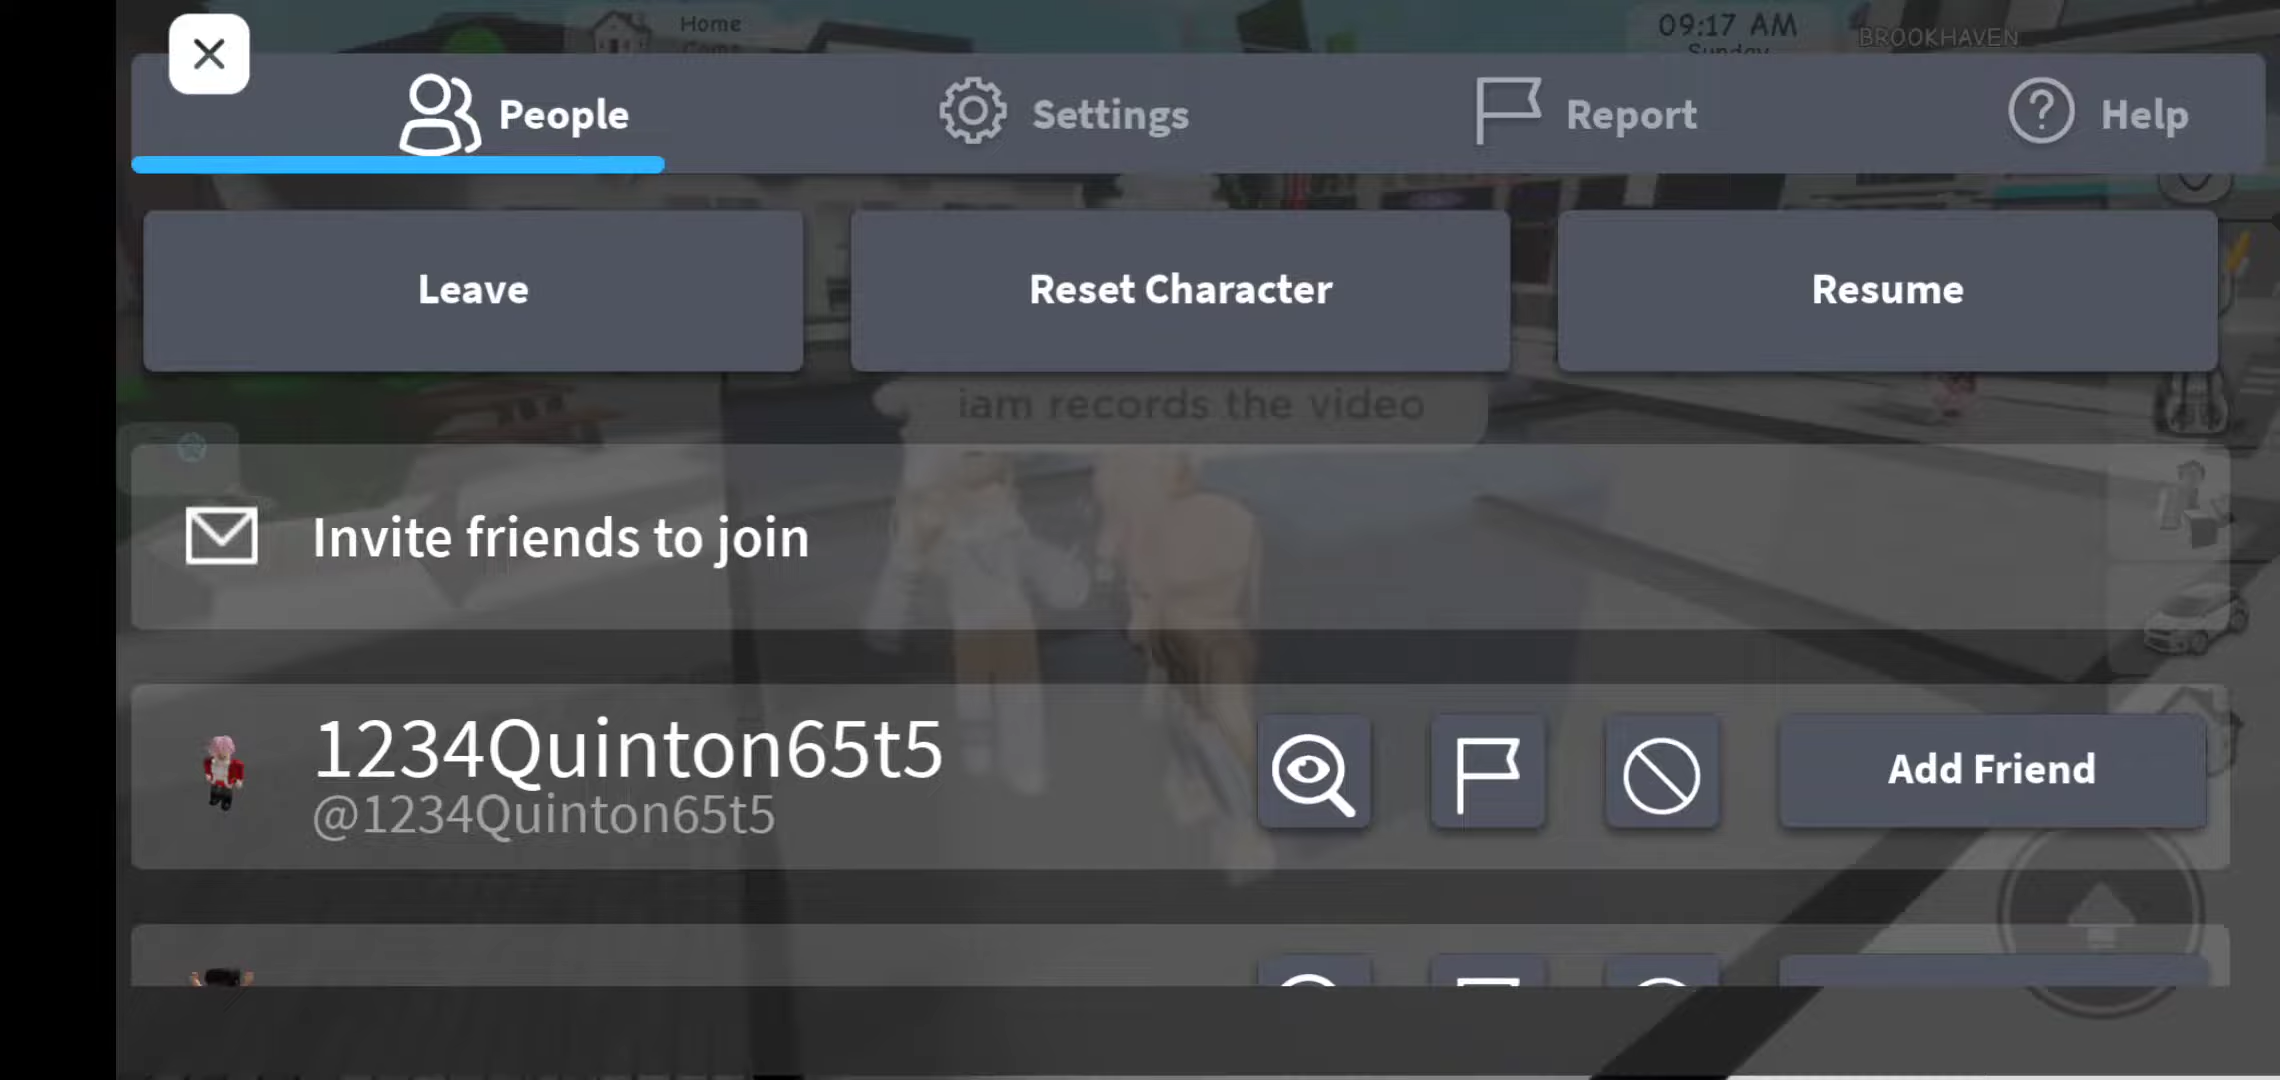 Home
09:17 AM
Sunday
BROOKHAVEN
People
Settings
Report
Help
Leave
Reset Character
Resume
iam records the video
Invite friends to join
1234Quinton65t5
@1234Quinton65t5
Add Friend